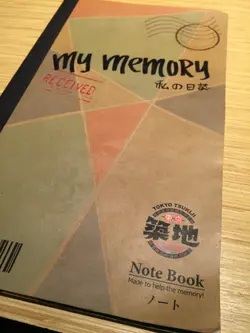 my memory
RECEIVED
私の日英
TOKYO TSUKIJI
築地
Note Book
Made to help the memory!
ノート